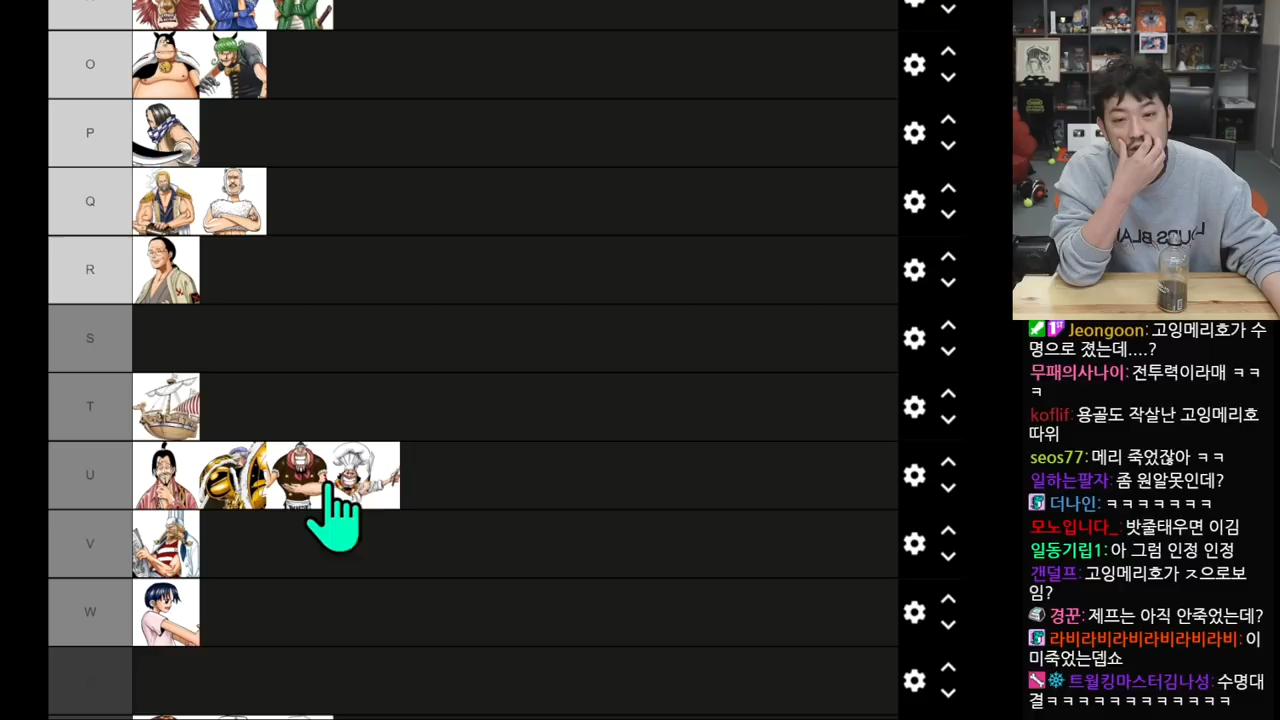 O
P
Q
R
S
T
U
V
W
Jeongoon: 고잉메리호가 수
명으로 졌는데....?
무패의사나이: 전투력이라매 ㅋㅋ
ㅋ
koflif: 용골도 작살난 고잉메리호
따위
seos77: 메리 죽었잖아 ㅋㅋ
일하는팔자: 좀 원알못인데?
더나인: ㅋㅋㅋㅋㅋㅋㅋ
모노입니다_: 밧줄태우면 이김
일동기립1: 아 그럼 인정 인정
갠덜프: 고잉메리호가 ㅈ으로보
임?
경꾼: 제프는 아직 안죽었는데?
라비라비라비라비라비라비: 이
미죽었는뎁쇼
트월킹마스터김나성: 수명대
결ㅋㅋㅋㅋㅋㅋㅋㅋㅋㅋㅋㅋ